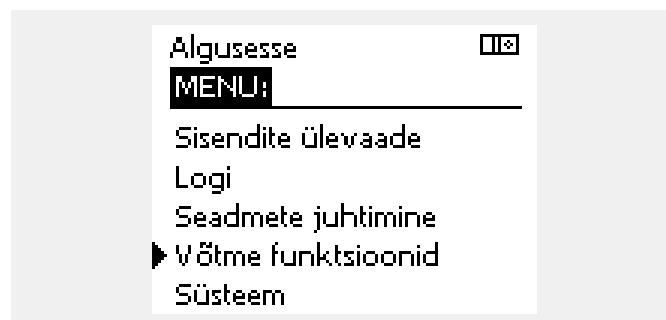 Algusesse
MENU:
Sisendite ülevaade
Logi
Seadmete juhtimine
Võtme funktsioonid
Süsteem